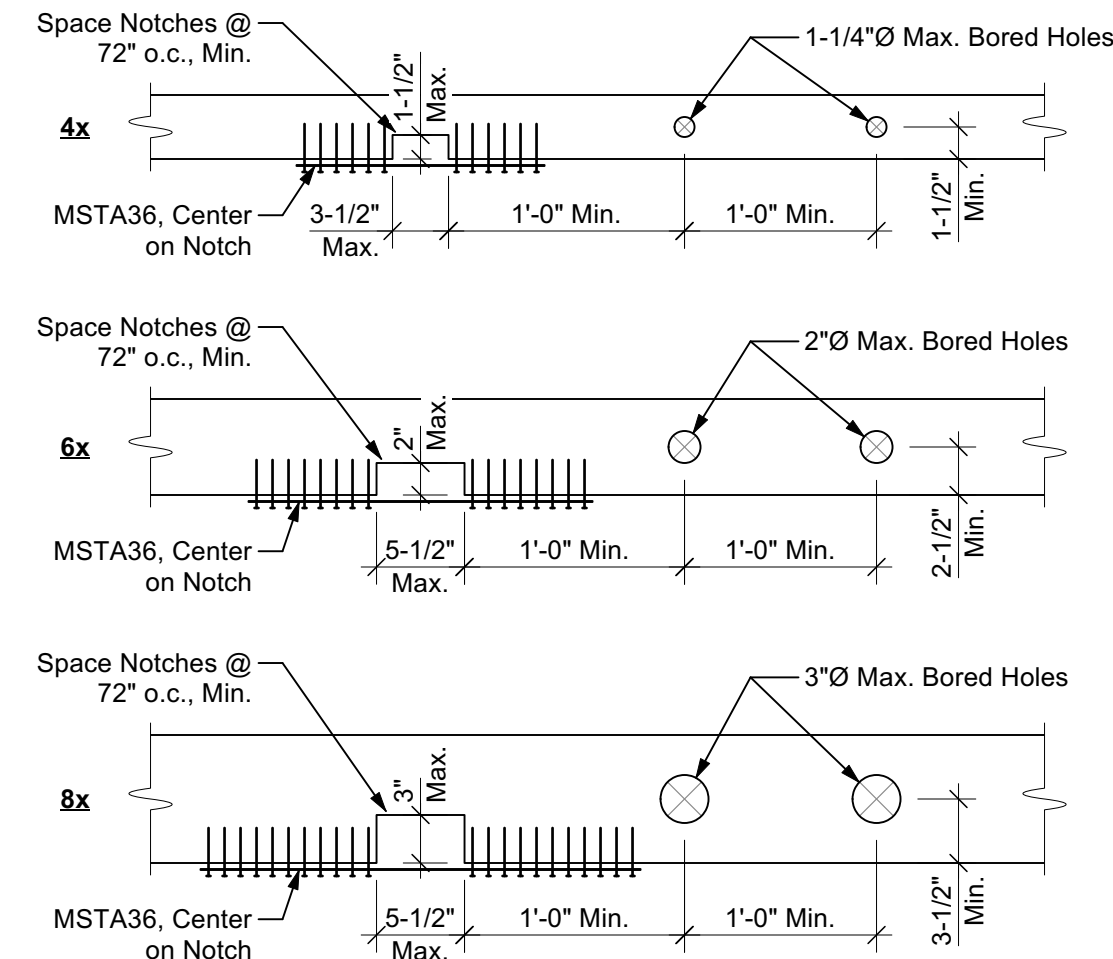 Space Notches @
72" o.c., Min.
1-1/2"
Max.
1-1/4"Ø Max. Bored Holes
4x
MSTA36, Center
on Notch
3-1/2"
Max.
1'-0" Min.
1'-0" Min.
1-1/2"
Min.
Space Notches @
72" o.c., Min.
2"
Max.
2"Ø Max. Bored Holes
6x
MSTA36, Center
on Notch
5-1/2"
Max.
1'-0" Min.
1'-0" Min.
2-1/2"
Min.
Space Notches @
72" o.c., Min.
3"
Max.
3"Ø Max. Bored Holes
8x
MSTA36, Center
on Notch
5-1/2"
Max.
1'-0" Min.
1'-0" Min.
3-1/2"
Min.